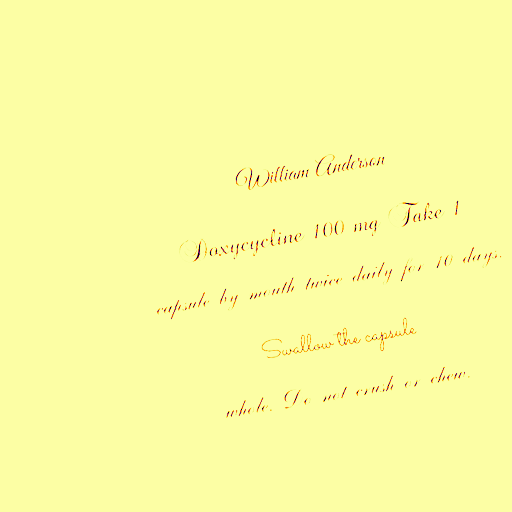 William Anderson
Doxycycline 100 mg Take 1
capsule by mouth twice daily for 10 days.
Swallow the capsule
whole. Do not crush or chew.